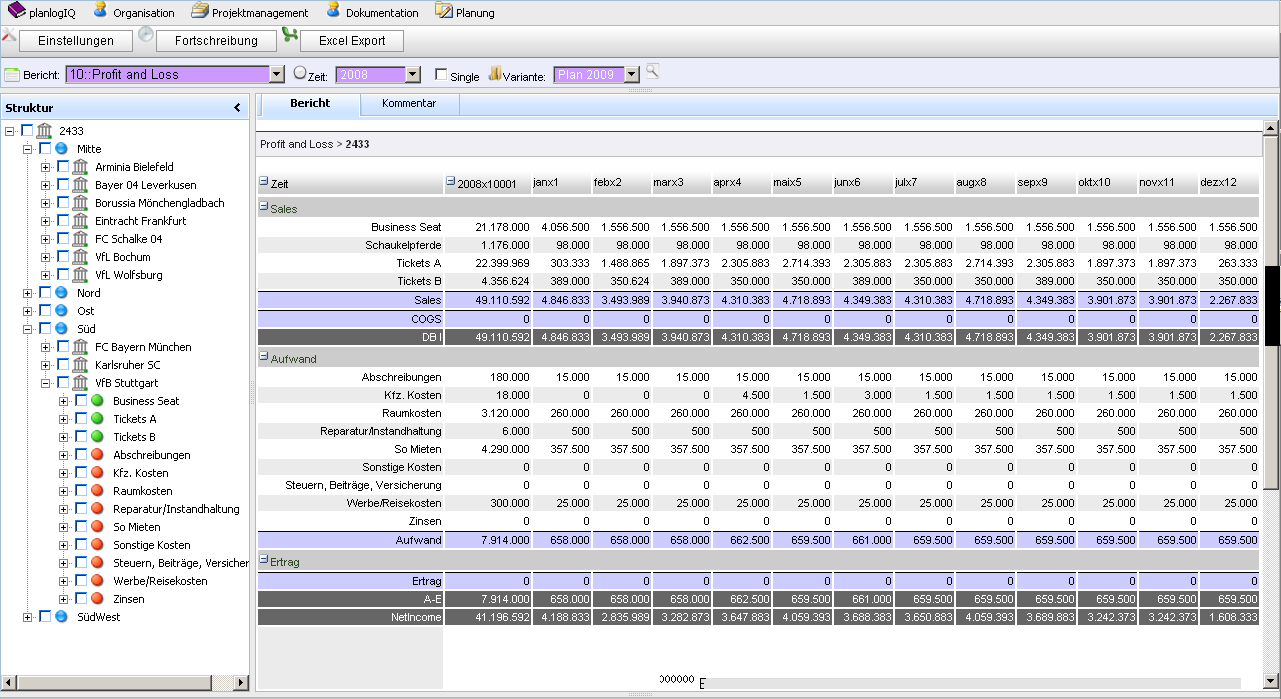 planlogIQ Organisation Projektmanagement Dokumentation Planung
Einstellungen Fortschreibung Excel Export
Bericht: 10::Profit and Loss Zeit: 2008 Single Variante: Plan 2009
Struktur
2433
Mitte
Arminia Bielefeld
Bayer 04 Leverkusen
Borussia Mönchengladbach
Eintracht Frankfurt
FC Schalke 04
VfL Bochum
VfL Wolfsburg
Nord
Ost
Süd
FC Bayern München
Karlsruher SC
VfB Stuttgart
Business Seat
Tickets A
Tickets B
Abschreibungen
Kfz. Kosten
Raumkosten
Reparatur/Instandhaltung
So Mieten
Sonstige Kosten
Steuern, Beiträge, Versicher
Werbe/Reisekosten
Zinsen
SüdWest
Bericht Kommentar
Profit and Loss > 2433
Zeit 2008x10001 janx1 febx2 marx3 aprx4 maix5 junx6 julx7 augx8 sepx9 oktx10 novx11 dezx12
Sales
Business Seat 21.178.000 4.056.500 1.556.500 1.556.500 1.556.500 1.556.500 1.556.500 1.556.500 1.556.500 1.556.500 1.556.500 1.556.500 1.556.500
Schaukelpferde 1.176.000 98.000 98.000 98.000 98.000 98.000 98.000 98.000 98.000 98.000 98.000 98.000 98.000
Tickets A 22.399.969 303.333 1.488.865 1.897.373 2.305.883 2.714.393 2.305.883 2.305.883 2.714.393 2.305.883 1.897.373 1.897.373 263.333
Tickets B 4.356.624 389.000 350.624 389.000 350.000 350.000 389.000 350.000 350.000 389.000 350.000 350.000 350.000
Sales 49.110.592 4.846.833 3.493.989 3.940.873 4.310.383 4.718.893 4.349.383 4.310.383 4.718.893 4.349.383 3.901.873 3.901.873 2.267.833
COGS 0 0 0 0 0 0 0 0 0 0 0 0 0
DB I 49.110.592 4.846.833 3.493.989 3.940.873 4.310.383 4.718.893 4.349.383 4.310.383 4.718.893 4.349.383 3.901.873 3.901.873 2.267.833
Aufwand
Abschreibungen 180.000 15.000 15.000 15.000 15.000 15.000 15.000 15.000 15.000 15.000 15.000 15.000 15.000
Kfz. Kosten 18.000 0 0 0 4.500 1.500 3.000 1.500 1.500 1.500 1.500 1.500 1.500
Raumkosten 3.120.000 260.000 260.000 260.000 260.000 260.000 260.000 260.000 260.000 260.000 260.000 260.000 260.000
Reparatur/Instandhaltung 6.000 500 500 500 500 500 500 500 500 500 500 500 500
So Mieten 4.290.000 357.500 357.500 357.500 357.500 357.500 357.500 357.500 357.500 357.500 357.500 357.500 357.500
Sonstige Kosten 0 0 0 0 0 0 0 0 0 0 0 0 0
Steuern, Beiträge, Versicherung 0 0 0 0 0 0 0 0 0 0 0 0 0
Werbe/Reisekosten 300.000 25.000 25.000 25.000 25.000 25.000 25.000 25.000 25.000 25.000 25.000 25.000 25.000
Zinsen 0 0 0 0 0 0 0 0 0 0 0 0 0
Aufwand 7.914.000 658.000 658.000 658.000 662.500 659.500 661.000 659.500 659.500 659.500 659.500 659.500 659.500
Ertrag
Ertrag 0 0 0 0 0 0 0 0 0 0 0 0 0
A-E 7.914.000 658.000 658.000 658.000 662.500 659.500 661.000 659.500 659.500 659.500 659.500 659.500 659.500
NetIncome 41.196.592 4.188.833 2.835.989 3.282.873 3.647.883 4.059.393 3.688.383 3.650.883 4.059.393 3.689.883 3.242.373 3.242.373 1.608.333